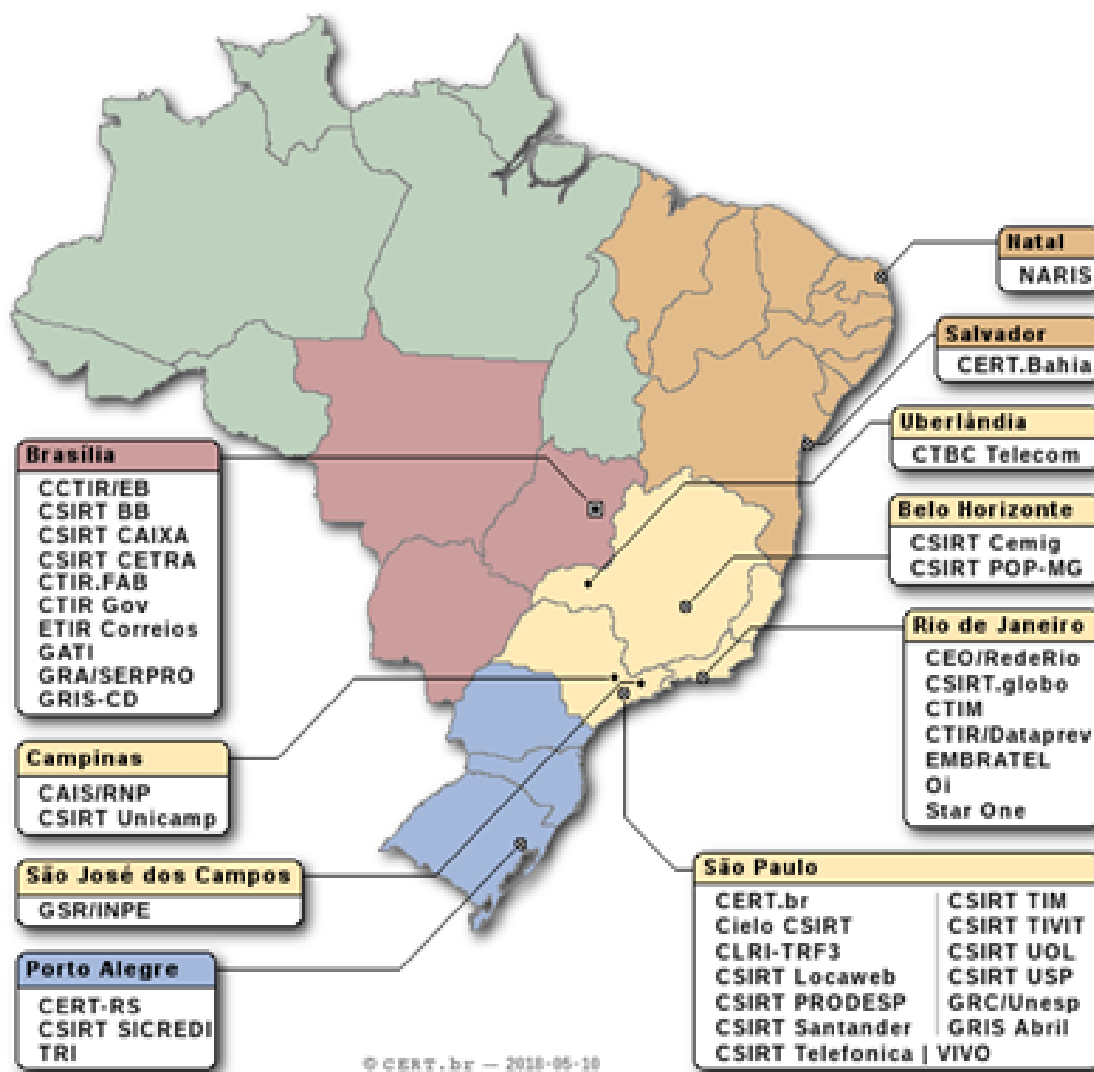 Natal
NARIS
Salvador
CERT.Bahia
Uberlândia
CTBC Telecom
Brasília
CCTIR/EB
CSIRT BB
CSIRT CAIXA
CSIRT CETRA
CTIR.FAB
CTIR Gov
ETIR Correios
GATI
GRA/SERPRO
GRIS-CD
Belo Horizonte
CSIRT Cemig
CSIRT POP-MG
Rio de Janeiro
CEO/RedeRio
CSIRT.globo
CTIM
CTIR/Dataprev
EMBRATEL
Oi
Star One
Campinas
CAIS/RNP
CSIRT Unicamp
São José dos Campos
GSR/INPE
São Paulo
CERT.br
Cielo CSIRT
CLRI-TRF3
CSIRT Locaweb
CSIRT PRODESP
CSIRT Santander
CSIRT Telefonica | VIVO
CSIRT TIM
CSIRT TIVIT
CSIRT UOL
CSIRT USP
GRC/Unesp
GRIS Abril
Porto Alegre
CERT-RS
CSIRT SICREDI
TRI
© CERT.br — 2018-05-10